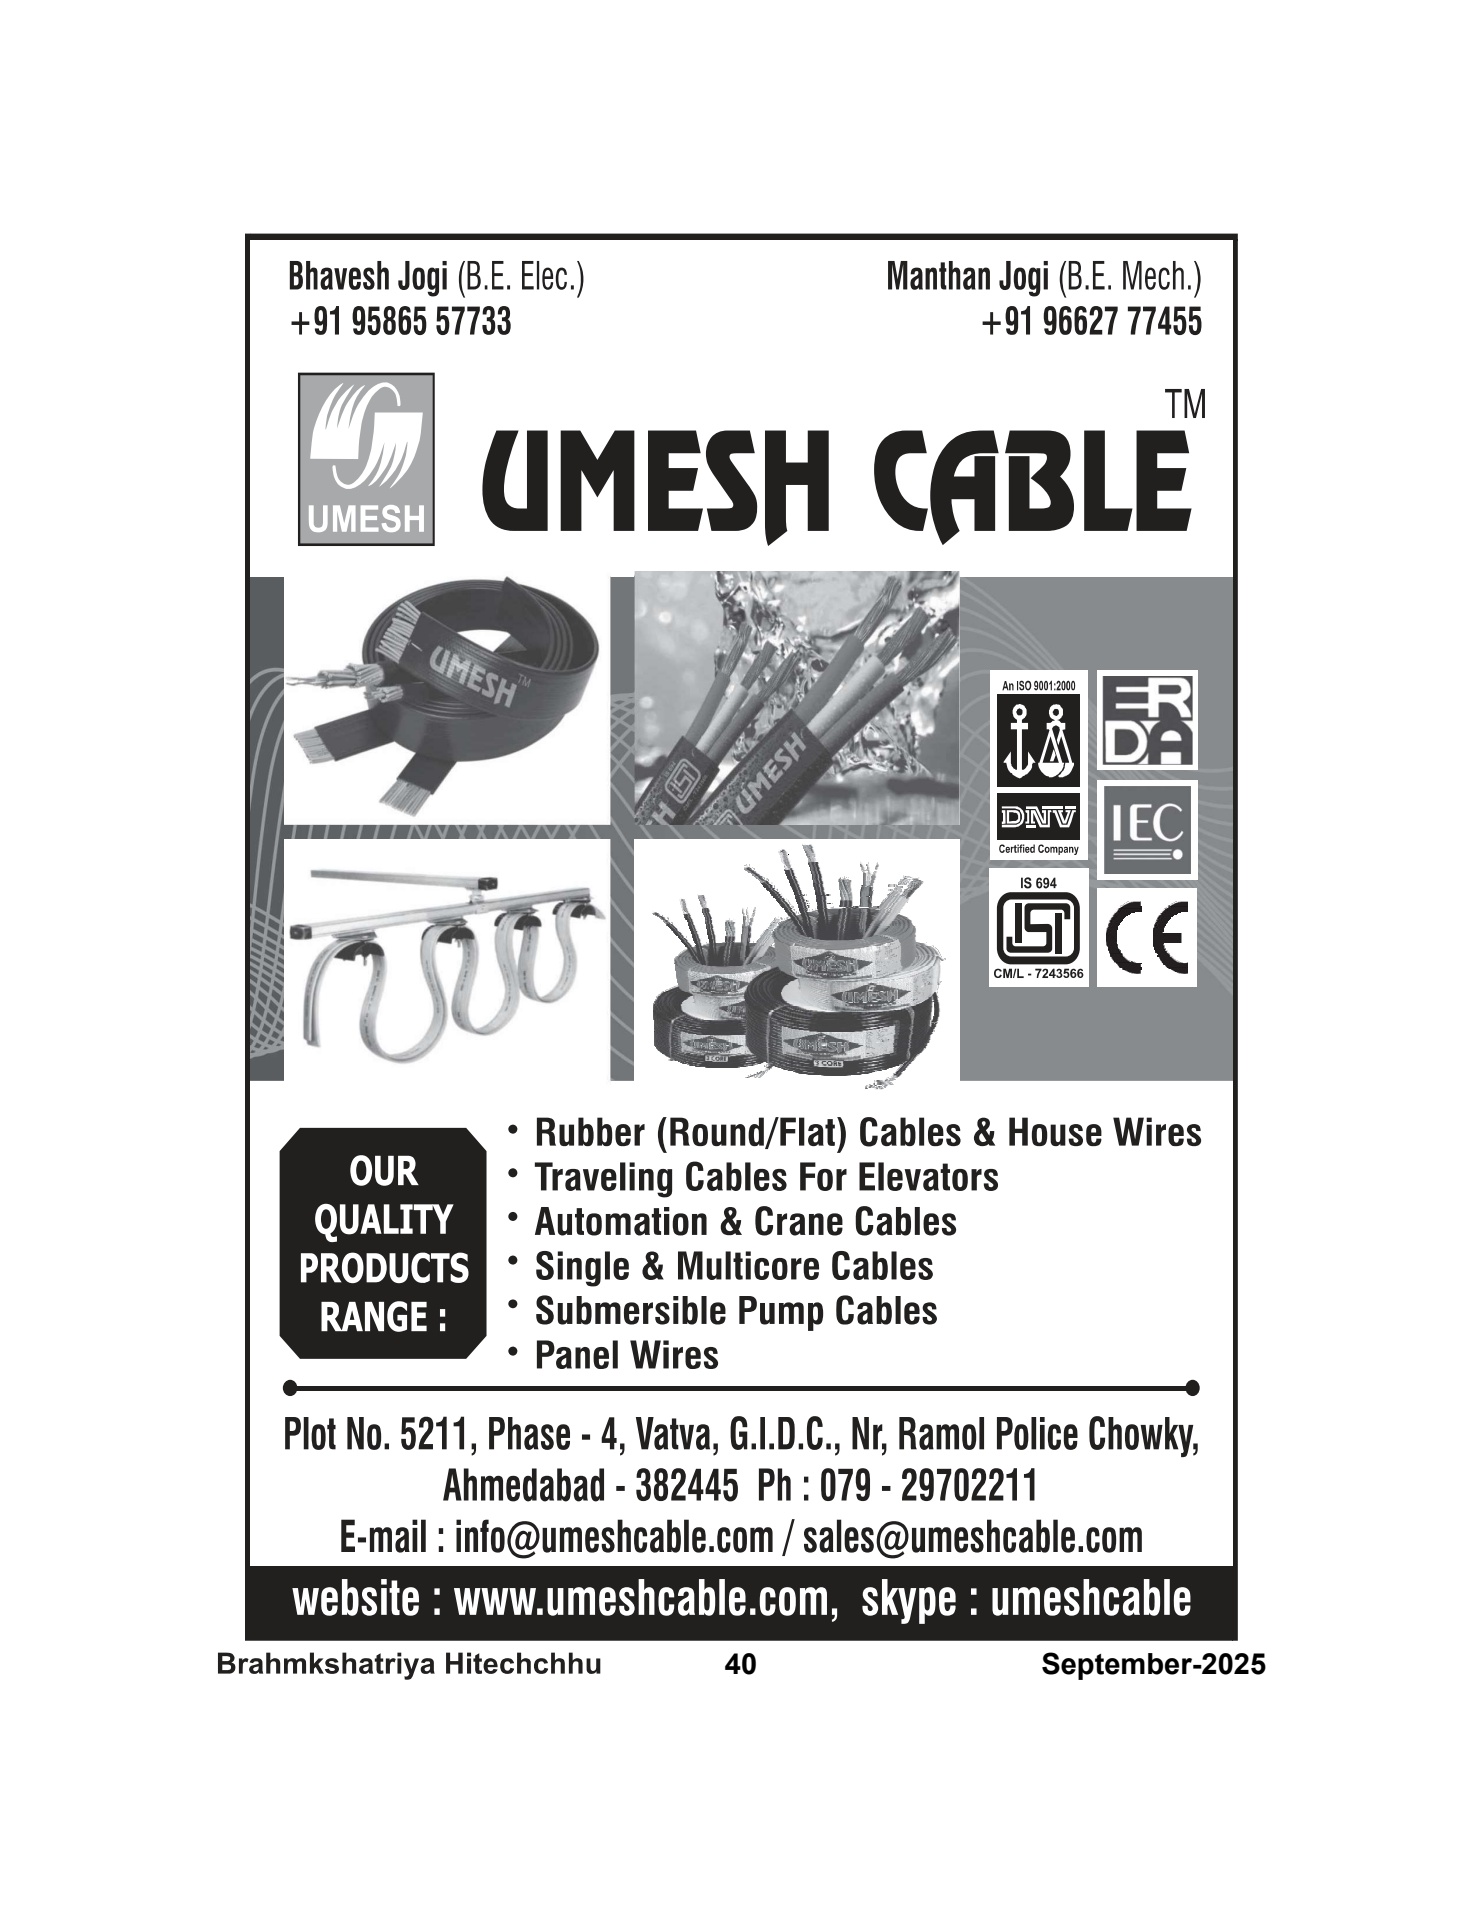 Bhavesh Jogi (B.E. Elec.)
+91 95865 57733
Manthan Jogi (B.E. Mech.)
+91 96627 77455
UMESH
UMESH CABLE TM
UMESH TM
UMESH
An ISO 9001:2000
DNV
Certified Company
ERDA
IEC
IS 694
ISI
CM/L - 7243566
CE
UMESH
UMESH
UMESH
UMESH
OUR
QUALITY
PRODUCTS
RANGE :
• Rubber (Round/Flat) Cables & House Wires
• Traveling Cables For Elevators
• Automation & Crane Cables
• Single & Multicore Cables
• Submersible Pump Cables
• Panel Wires
Plot No. 5211, Phase - 4, Vatva, G.I.D.C., Nr, Ramol Police Chowky,
Ahmedabad - 382445 Ph : 079 - 29702211
E-mail : info@umeshcable.com / sales@umeshcable.com
website : www.umeshcable.com, skype : umeshcable
Brahmkshatriya Hitechchhu 40 September-2025